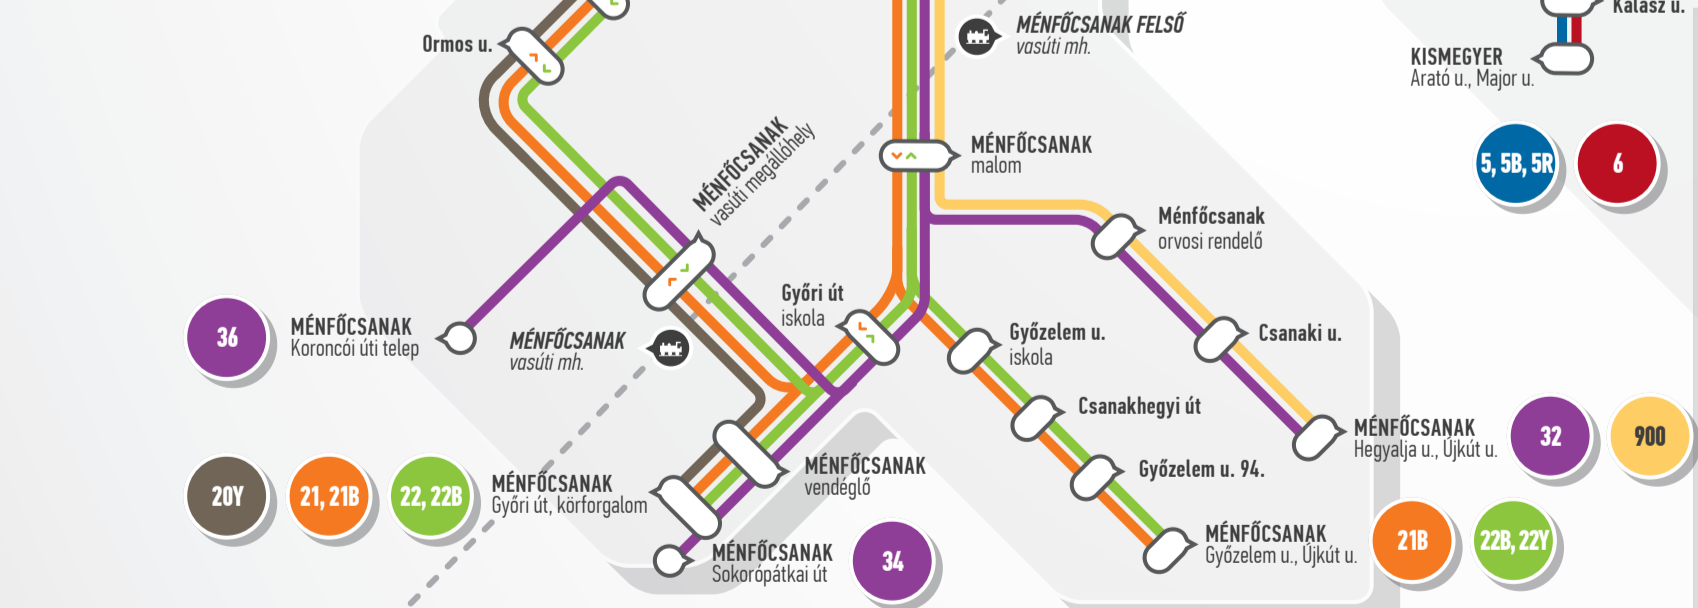 Kalász u.
MÉNFŐCSANAK FELSŐ
vasúti mh.
Ormos u.
KISMEGYER
Arató u., Major u.
5, 5B, 5R
6
MÉNFŐCSANAK
vasúti megállóhely
MÉNFŐCSANAK
malom
Ménfőcsanak
orvosi rendelő
Győri út
iskola
36
MÉNFŐCSANAK
Koroncói úti telep
MÉNFŐCSANAK
vasúti mh.
Győzelem u.
iskola
Csanaki u.
Csanakhegyi út
MÉNFŐCSANAK
Hegyalja u., Újkút u.
32
900
Győzelem u. 94.
MÉNFŐCSANAK
vendéglő
20Y
21, 21B
22, 22B
MÉNFŐCSANAK
Győri út, körforgalom
MÉNFŐCSANAK
Győzelem u., Újkút u.
21B
22B, 22Y
MÉNFŐCSANAK
Sokorópátkai út
34